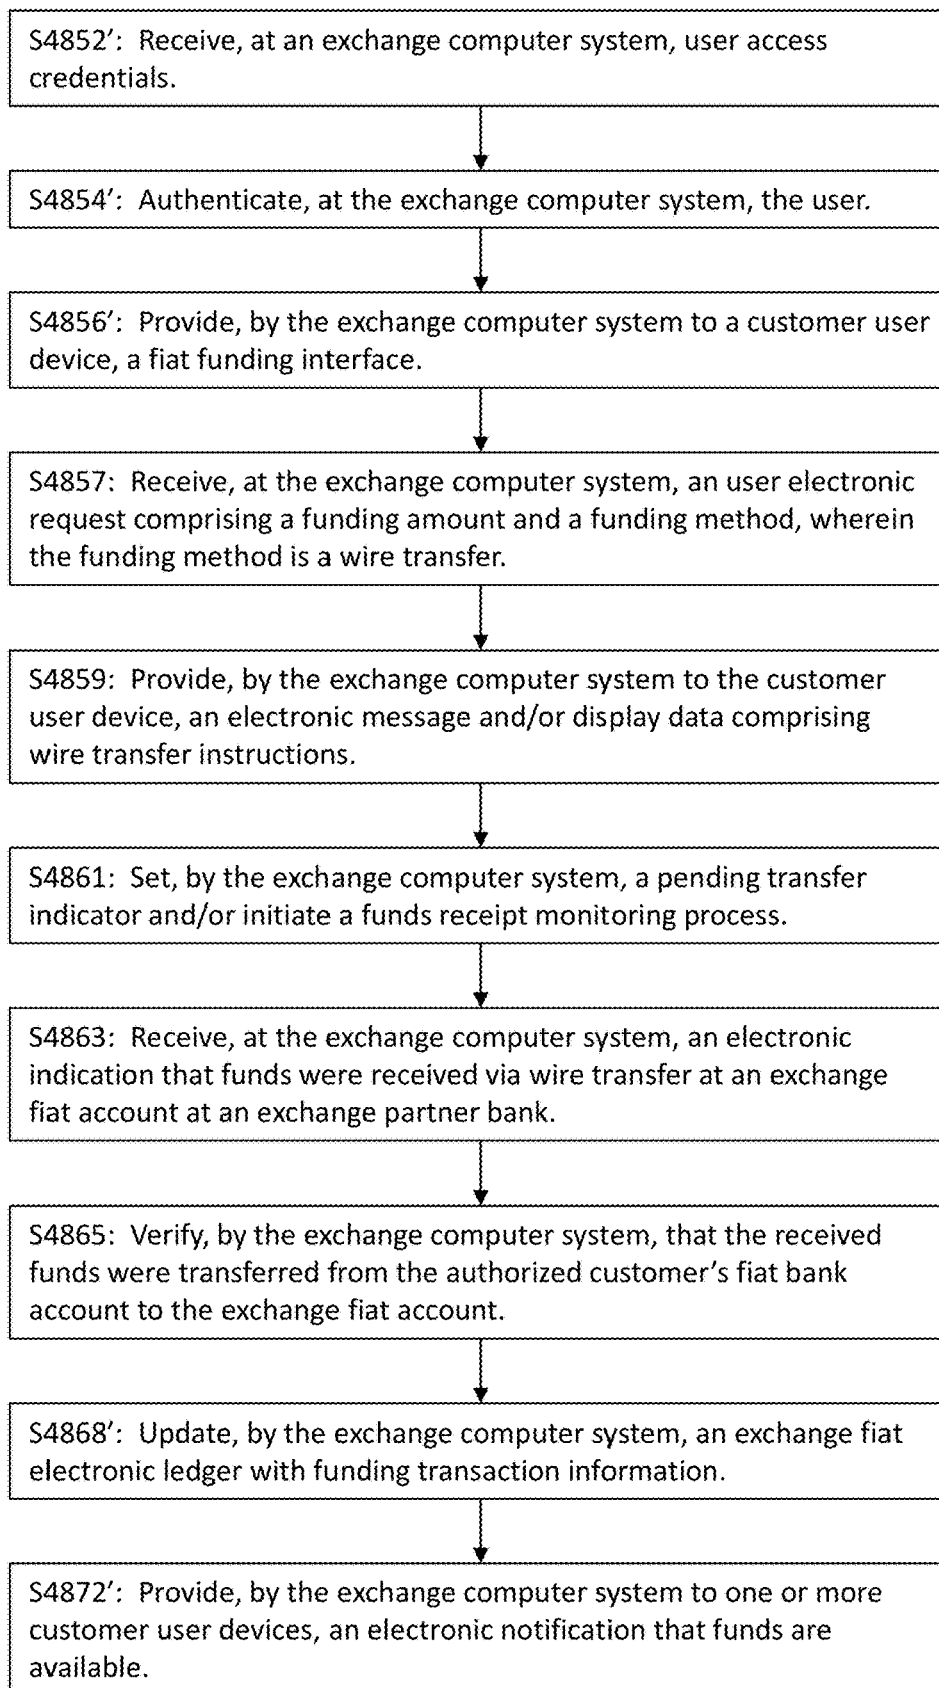 S4852′: Receive, at an exchange computer system, user access
credentials.
S4854′: Authenticate, at the exchange computer system, the user.
S4856′: Provide, by the exchange computer system to a customer user
device, a fiat funding interface.
S4857: Receive, at the exchange computer system, an user electronic
request comprising a funding amount and a funding method, wherein
the funding method is a wire transfer.
S4859: Provide, by the exchange computer system to the customer
user device, an electronic message and/or display data comprising
wire transfer instructions.
S4861: Set, by the exchange computer system, a pending transfer
indicator and/or initiate a funds receipt monitoring process.
S4863: Receive, at the exchange computer system, an electronic
indication that funds were received via wire transfer at an exchange
fiat account at an exchange partner bank.
S4865: Verify, by the exchange computer system, that the received
funds were transferred from the authorized customer’s fiat bank
account to the exchange fiat account.
S4868′: Update, by the exchange computer system, an exchange fiat
electronic ledger with funding transaction information.
S4872′: Provide, by the exchange computer system to one or more
customer user devices, an electronic notification that funds are
available.